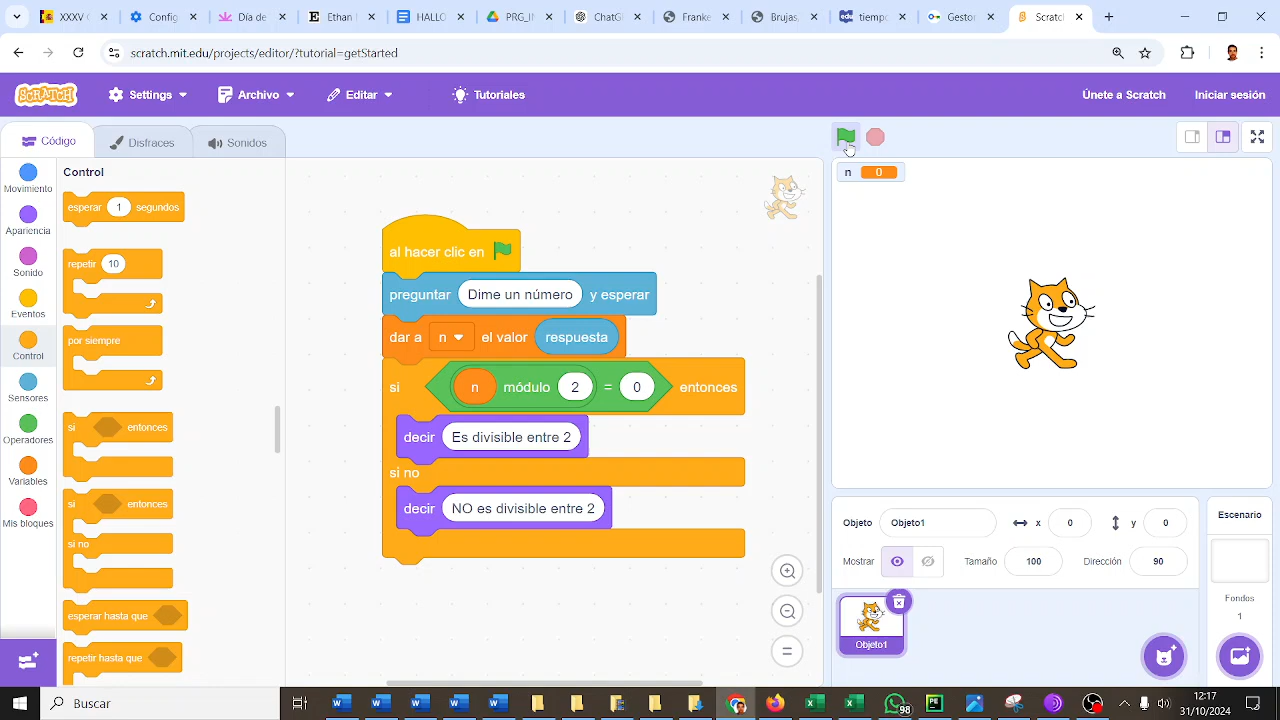 XXXV
Config
Día de
Ethan
HALLO
PRG_IN
ChatG
Franke
Brujas,
tiempo
Gestor
Scratch
scratch.mit.edu/projects/editor/?tutorial=getStarted
SCRATCH
Settings
Archivo
Editar
Tutoriales
Únete a Scratch
Iniciar sesión
Código
Disfraces
Sonidos
Movimiento
Apariencia
Sonido
Eventos
Control
Sensores
Operadores
Variables
Mis bloques
Control
esperar 1 segundos
repetir 10
por siempre
si entonces
si entonces
si no
esperar hasta que
repetir hasta que
al hacer clic en
preguntar Dime un número y esperar
dar a n el valor respuesta
si n módulo 2 = 0 entonces
decir Es divisible entre 2
si no
decir NO es divisible entre 2
n 0
Objeto Objeto1 x 0 y 0
Mostrar Tamaño 100 Dirección 90
Objeto1
Escenario
Fondos
1
Buscar
98
12:17
31/10/2024